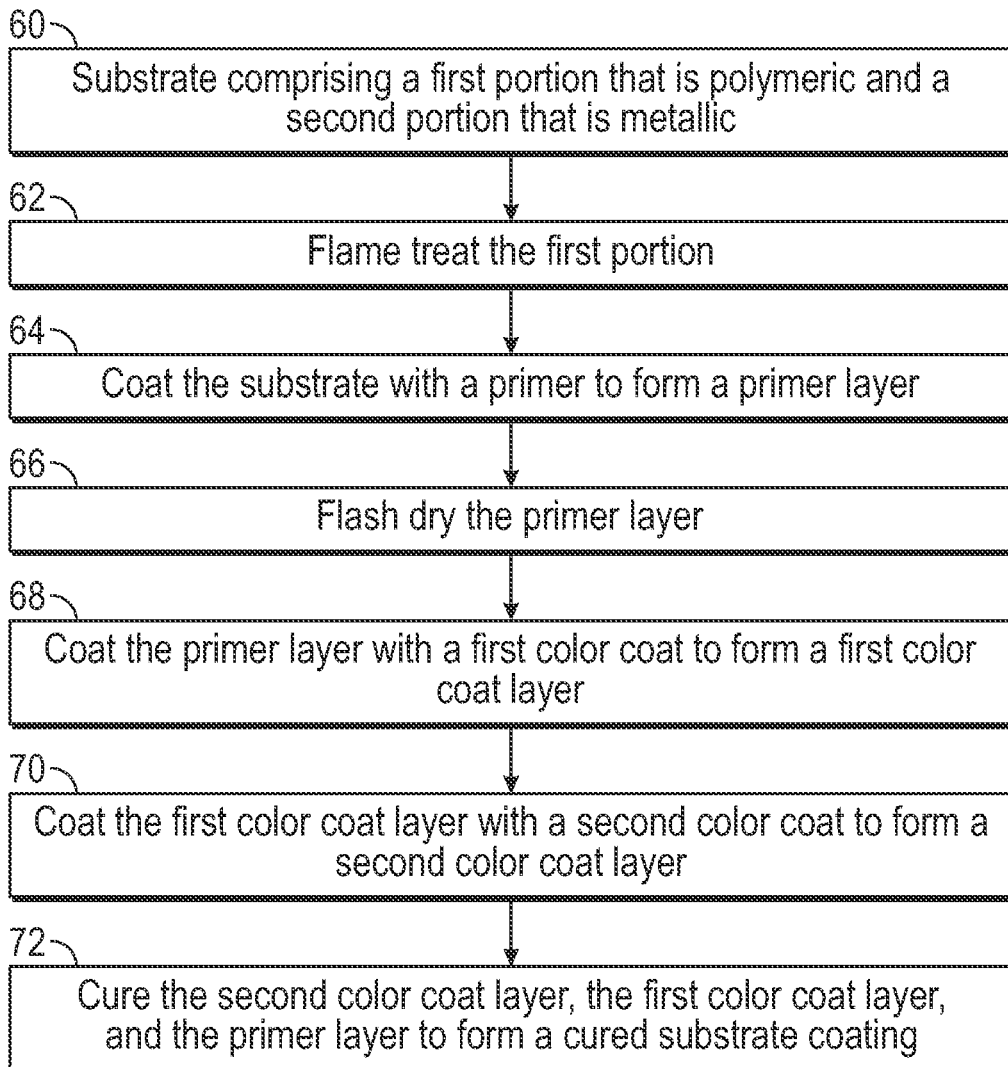 60
Substrate comprising a first portion that is polymeric and a
second portion that is metallic
62
Flame treat the first portion
64
Coat the substrate with a primer to form a primer layer
66
Flash dry the primer layer
68
Coat the primer layer with a first color coat to form a first color
coat layer
70
Coat the first color coat layer with a second color coat to form a
second color coat layer
72
Cure the second color coat layer, the first color coat layer,
and the primer layer to form a cured substrate coating